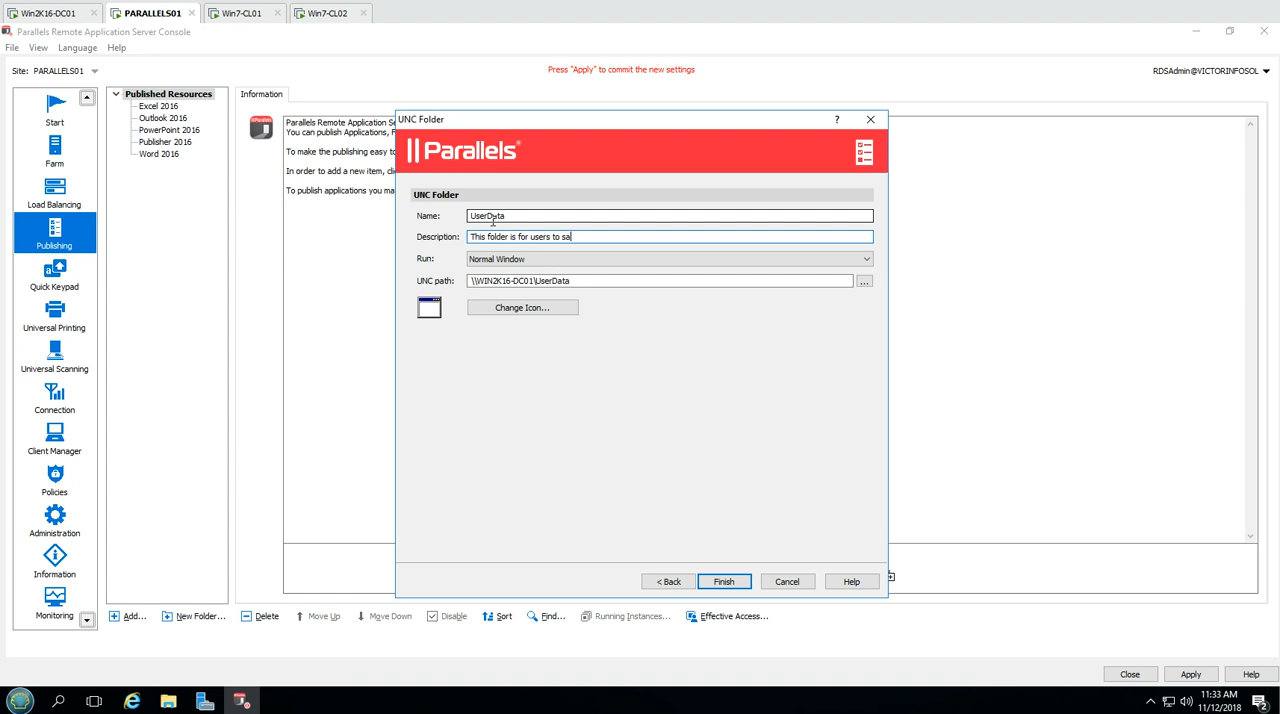 Win2K16-DC01
PARALLELS01
Win7-CL01
Win7-CL02
Parallels Remote Application Server Console
File View Language Help
Site: PARALLELS01
Press "Apply" to commit the new settings
RDSAdmin@VICTORINFOSOL
Start
Farm
Load Balancing
Publishing
Quick Keypad
Universal Printing
Universal Scanning
Connection
Client Manager
Policies
Administration
Information
Monitoring
Published Resources
Excel 2016
Outlook 2016
PowerPoint 2016
Publisher 2016
Word 2016
Information
Parallels Remote Application Se
You can publish Applications, F
To make the publishing easy to
In order to add a new item, cli
To publish applications you ma
UNC Folder
?
Parallels®
UNC Folder
Name: UserData
Description: This folder is for users to sa
Run: Normal Window
UNC path: \\WIN2K16-DC01\UserData ...
Change Icon...
< Back Finish Cancel Help
Add... New Folder... Delete Move Up Move Down Disable Sort Find... Running Instances... Effective Access...
Close Apply Help
11:33 AM
11/12/2018
2